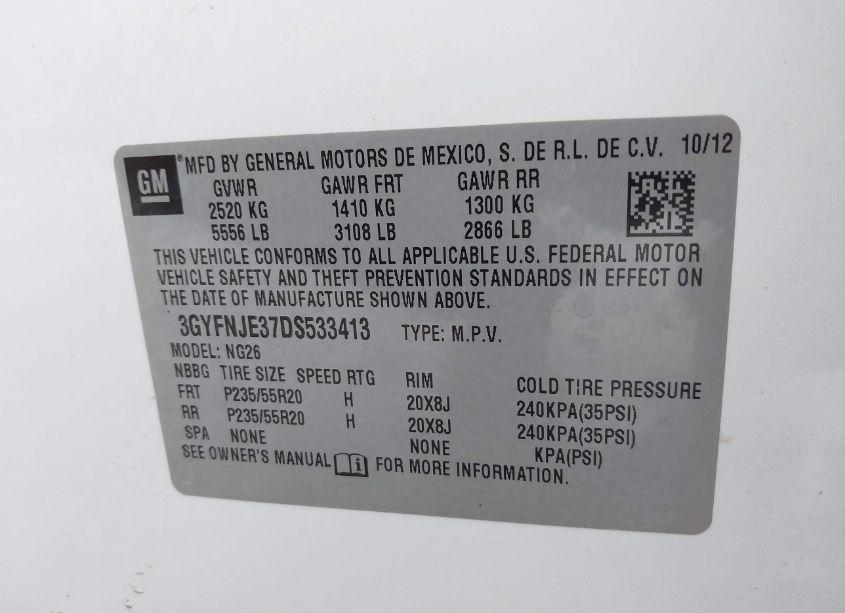 GM ® MFD BY GENERAL MOTORS DE MEXICO, S. DE R.L. DE C.V. 10/12
GVWR GAWR FRT GAWR RR
2520 KG 1410 KG 1300 KG
5556 LB 3108 LB 2866 LB
THIS VEHICLE CONFORMS TO ALL APPLICABLE U.S. FEDERAL MOTOR
VEHICLE SAFETY AND THEFT PREVENTION STANDARDS IN EFFECT ON
THE DATE OF MANUFACTURE SHOWN ABOVE.
3GYFNJE37DS533413 TYPE: M.P.V.
MODEL: NG26
NBBG TIRE SIZE SPEED RTG RIM COLD TIRE PRESSURE
FRT P235/55R20 H 20X8J 240KPA(35PSI)
RR P235/55R20 H 20X8J 240KPA(35PSI)
SPA NONE NONE KPA(PSI)
SEE OWNER'S MANUAL i FOR MORE INFORMATION.